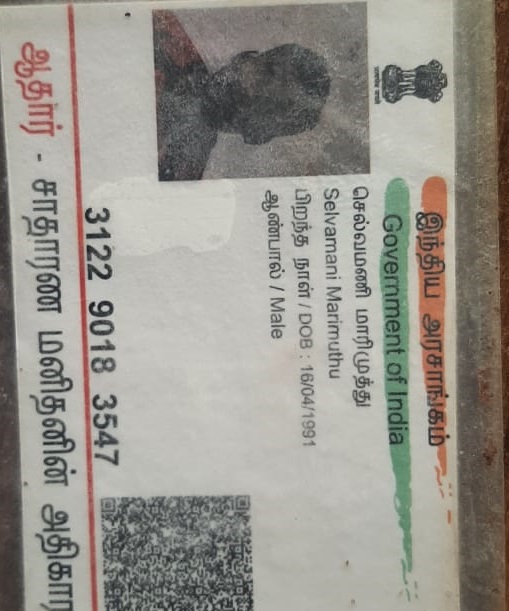 இந்திய அரசாங்கம்
Government of India
செல்வமணி மாரிமுத்து
Selvamani Marimuthu
பிறந்த நாள் / DOB : 16/04/1991
ஆண்பால் / Male
3122 9018 3547
ஆதார் - சாதாரண மனிதனின் அதிகார